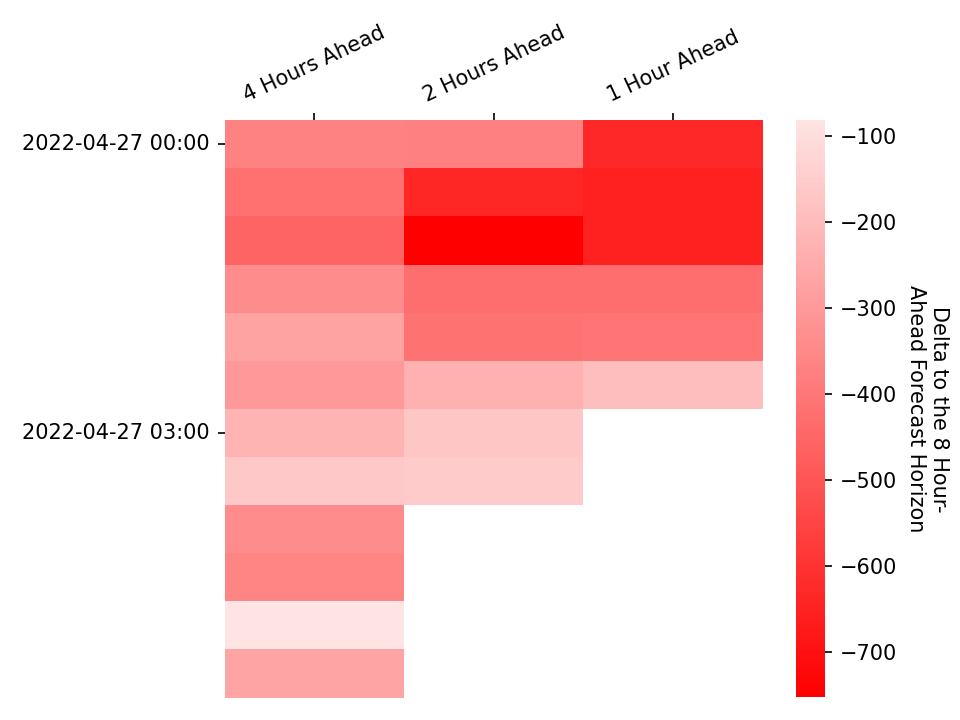 4 Hours Ahead
2 Hours Ahead
1 Hour Ahead
2022-04-27 00:00
2022-04-27 03:00
−100
−200
−300
−400
−500
−600
−700
Delta to the 8 Hour-
Ahead Forecast Horizon